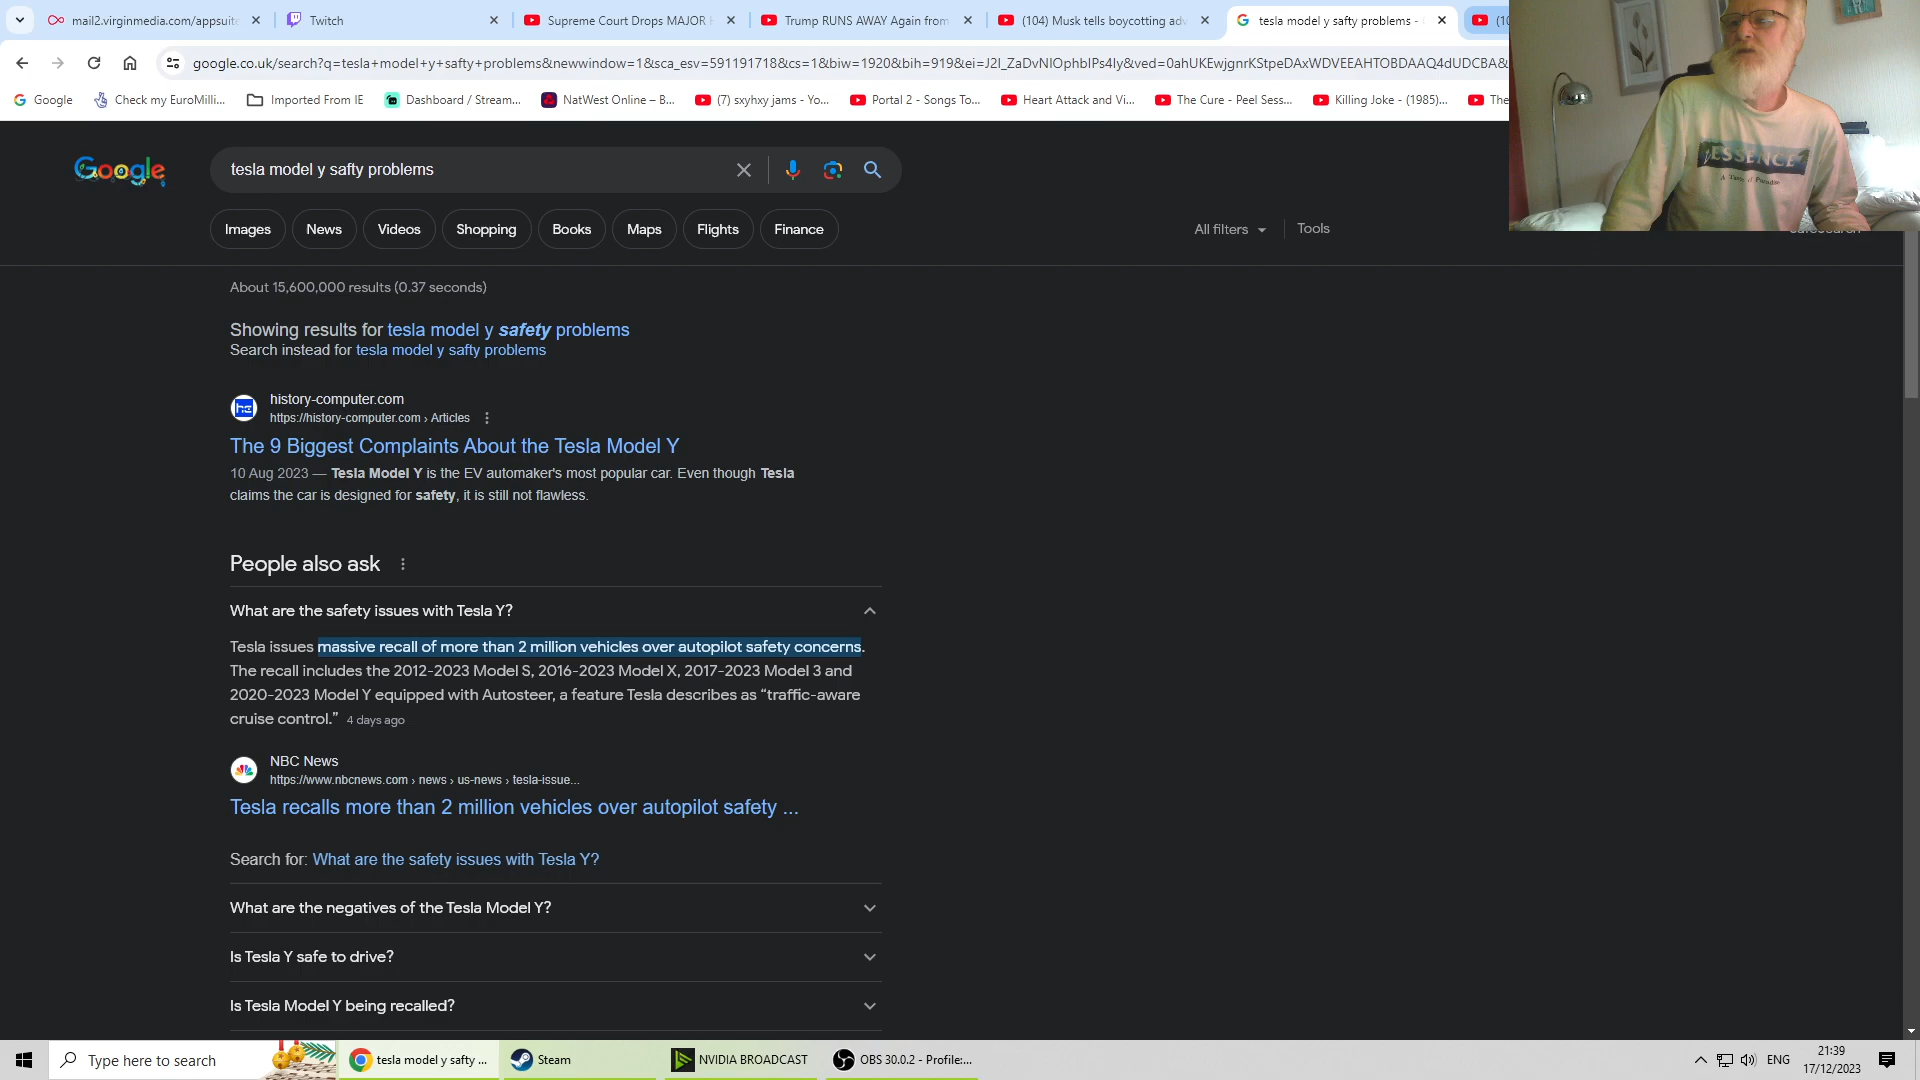 mail2.virginmedia.com/appsuite
Twitch
Supreme Court Drops MAJOR
Trump RUNS AWAY Again from
(104) Musk tells boycotting adv
tesla model y safty problems -
google.co.uk/search?q=tesla+model+y+safty+problems&newwindow=1&sca_esv=591191718&cs=1&biw=1920&bih=919&ei=J2l_ZaDvNIOphbIPs4Iy&ved=0ahUKEwjgnrKStpeDAxWDVEEAHTOBDAAQ4dUDCBA&
Google
Check my EuroMilli...
Imported From IE
Dashboard / Stream...
NatWest Online – B...
(7) sxyhxy jams - Yo...
Portal 2 - Songs To...
Heart Attack and Vi...
The Cure - Peel Sess...
Killing Joke - (1985)...
The
ESSENCE
Google
tesla model y safty problems
Images
News
Videos
Shopping
Books
Maps
Flights
Finance
All filters
Tools
SafeSearch
About 15,600,000 results (0.37 seconds)
Showing results for tesla model y safety problems
Search instead for tesla model y safty problems
history-computer.com
https://history-computer.com › Articles
The 9 Biggest Complaints About the Tesla Model Y
10 Aug 2023 — Tesla Model Y is the EV automaker's most popular car. Even though Tesla
claims the car is designed for safety, it is still not flawless.
People also ask
What are the safety issues with Tesla Y?
Tesla issues massive recall of more than 2 million vehicles over autopilot safety concerns.
The recall includes the 2012-2023 Model S, 2016-2023 Model X, 2017-2023 Model 3 and
2020-2023 Model Y equipped with Autosteer, a feature Tesla describes as “traffic-aware
cruise control.” 4 days ago
NBC News
https://www.nbcnews.com › news › us-news › tesla-issue...
Tesla recalls more than 2 million vehicles over autopilot safety ...
Search for: What are the safety issues with Tesla Y?
What are the negatives of the Tesla Model Y?
Is Tesla Y safe to drive?
Is Tesla Model Y being recalled?
Type here to search
tesla model y safty ...
Steam
NVIDIA BROADCAST
OBS 30.0.2 - Profile:...
ENG
21:39
17/12/2023